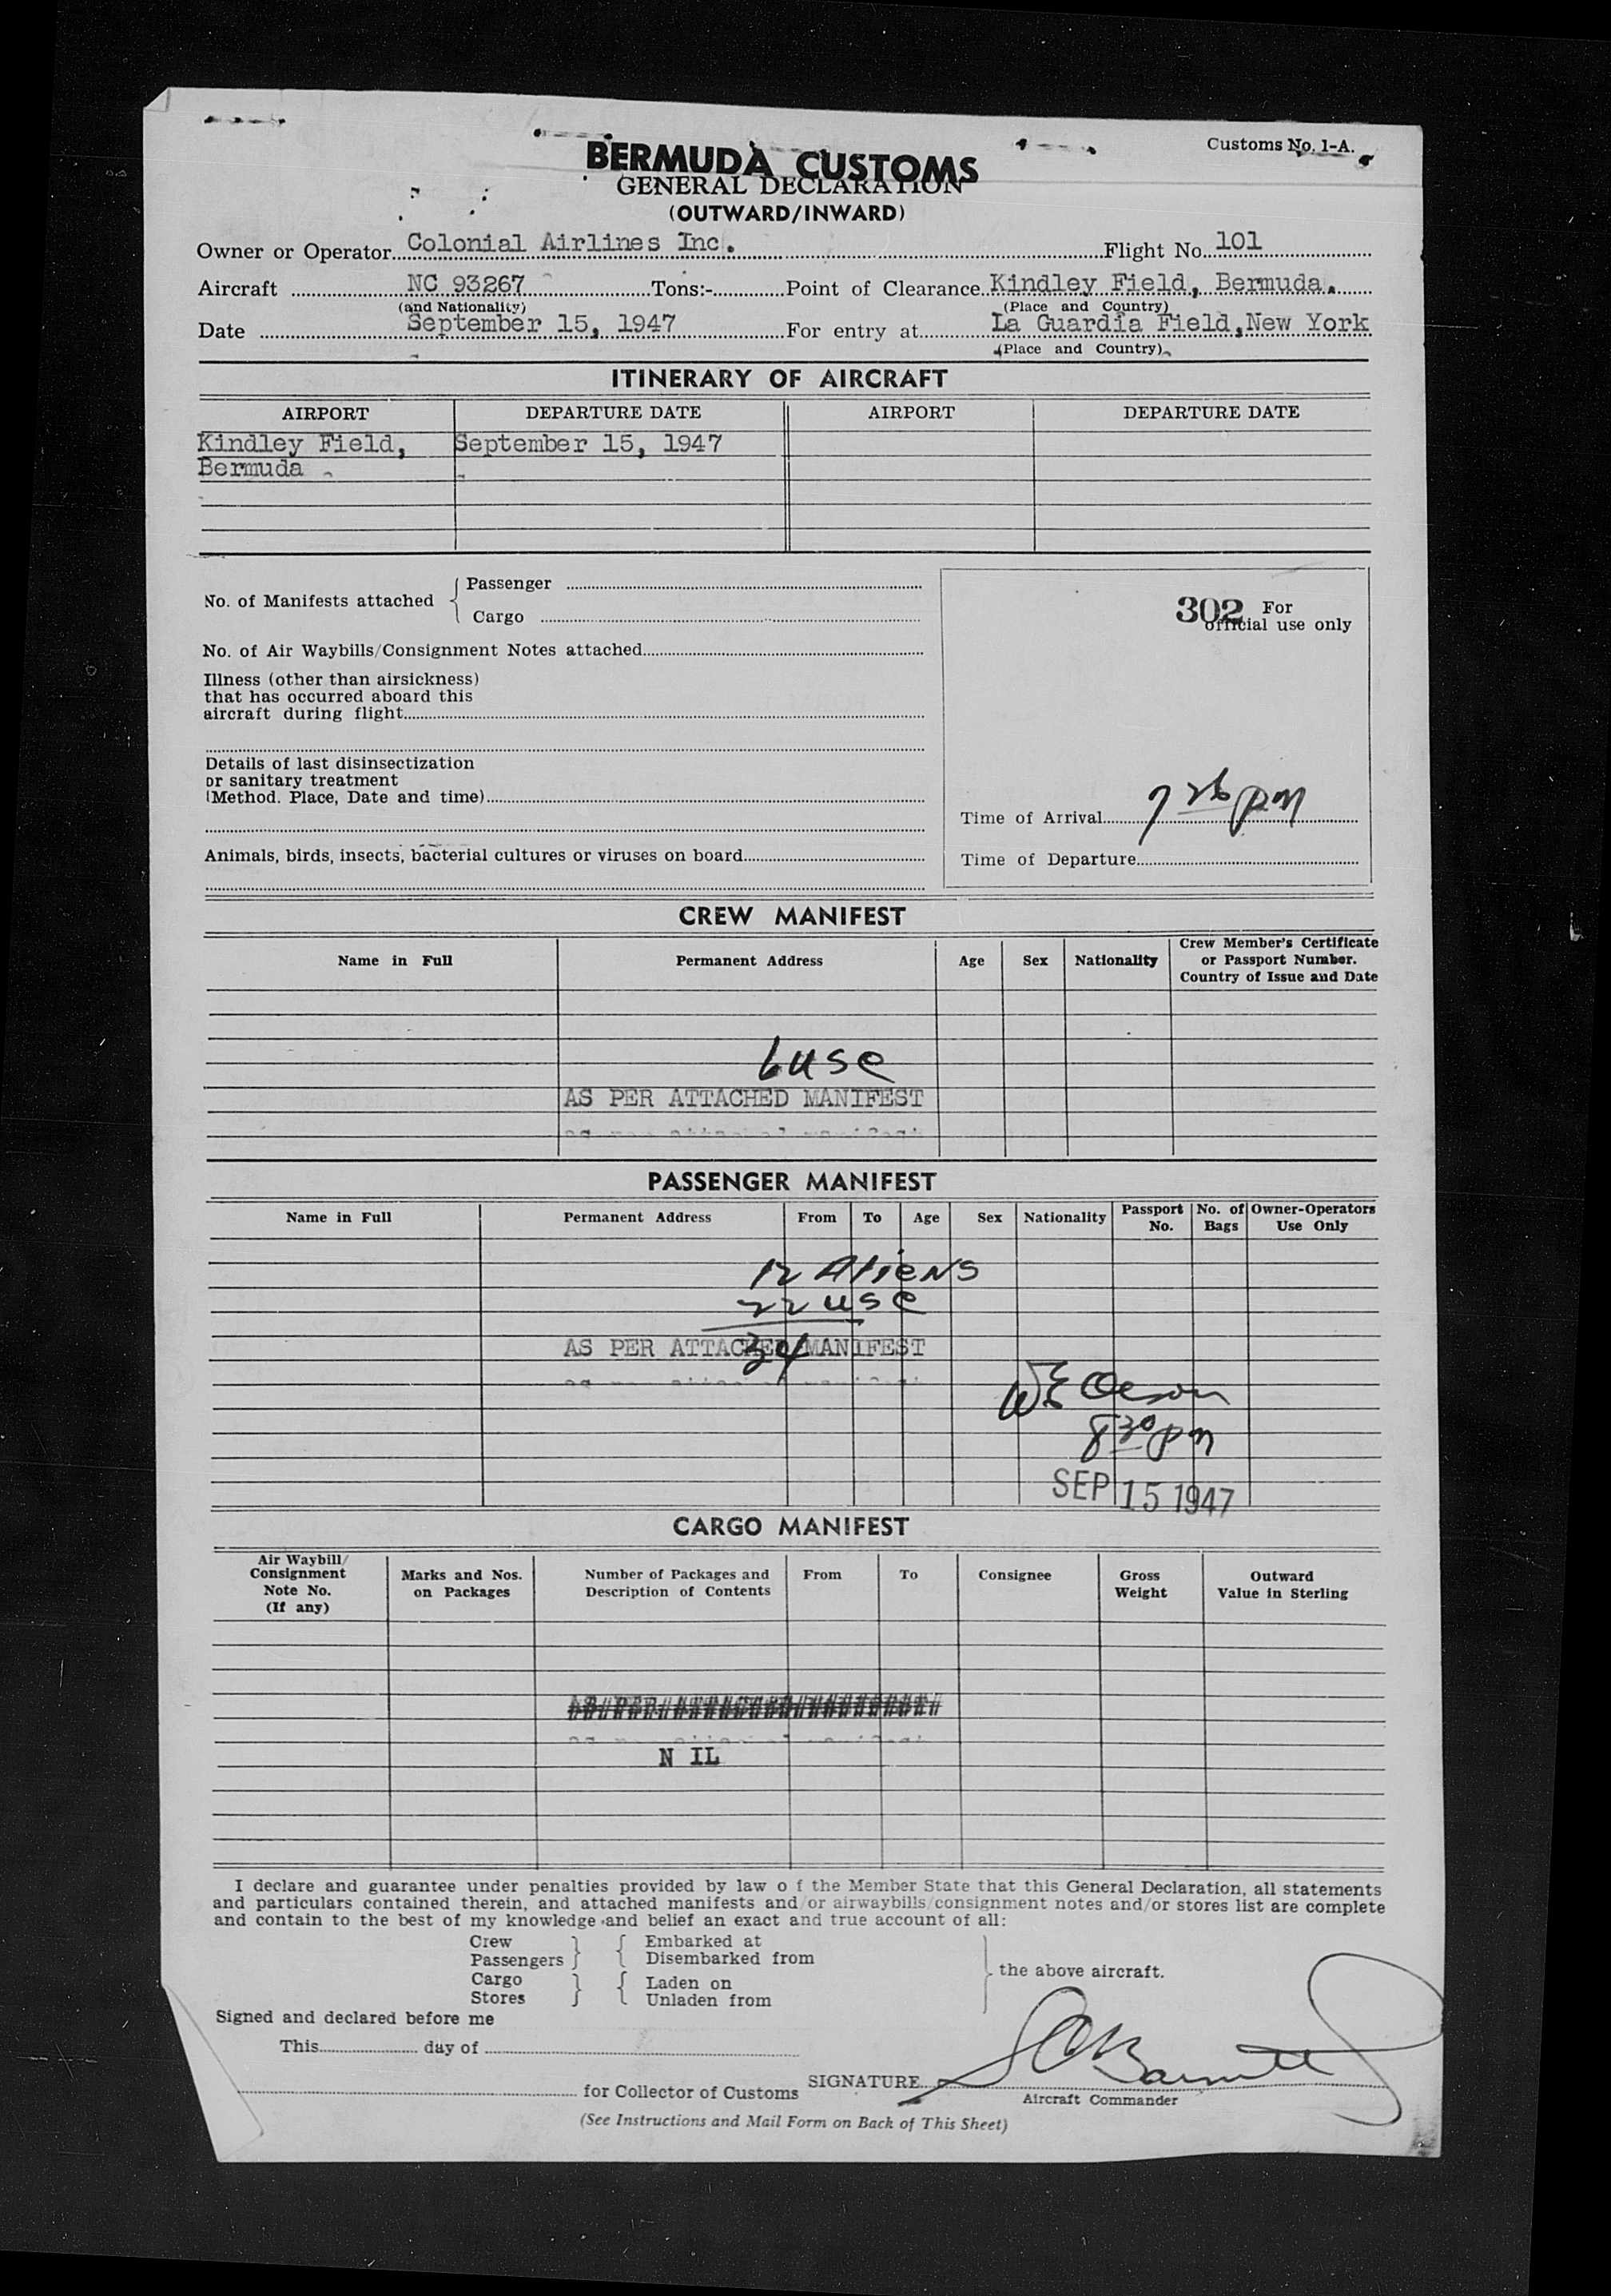 Customs No. 1-A.
BERMUDA CUSTOMS
GENERAL DECLARATION
(OUTWARD/INWARD)
Owner or Operator Colonial Airlines Inc. Flight No. 101
Aircraft NC 93267 Tons:- Point of Clearance Kindley Field, Bermuda.
(and Nationality) (Place and Country)
Date September 15, 1947 For entry at La Guardia Field, New York
(Place and Country)
ITINERARY OF AIRCRAFT
AIRPORT DEPARTURE DATE AIRPORT DEPARTURE DATE
Kindley Field, September 15, 1947
Bermuda
No. of Manifests attached { Passenger
Cargo
302 For
official use only
No. of Air Waybills/Consignment Notes attached
Illness (other than airsickness)
that has occurred aboard this
aircraft during flight
Details of last disinsectization
or sanitary treatment
(Method. Place, Date and time)
Time of Arrival 7 26 pm
Animals, birds, insects, bacterial cultures or viruses on board
Time of Departure
CREW MANIFEST
Name in Full Permanent Address Age Sex Nationality Crew Member's Certificate
or Passport Number.
Country of Issue and Date
6 USC
AS PER ATTACHED MANIFEST
PASSENGER MANIFEST
Name in Full Permanent Address From To Age Sex Nationality Passport No. No. of Bags Owner-Operators Use Only
12 Aliens
22 USC
34
AS PER ATTACHED MANIFEST
8 30 pm
SEP 15 1947
CARGO MANIFEST
Air Waybill/ Consignment Note No. (If any) Marks and Nos. on Packages Number of Packages and Description of Contents From To Consignee Gross Weight Outward Value in Sterling
N IL
I declare and guarantee under penalties provided by law o f the Member State that this General Declaration, all statements
and particulars contained therein, and attached manifests and/or airwaybills/consignment notes and/or stores list are complete
and contain to the best of my knowledge and belief an exact and true account of all:
Crew } { Embarked at
Passengers } { Disembarked from
Cargo } { Laden on
Stores } { Unladen from
} the above aircraft.
Signed and declared before me
This day of
for Collector of Customs
SIGNATURE
Aircraft Commander
(See Instructions and Mail Form on Back of This Sheet)